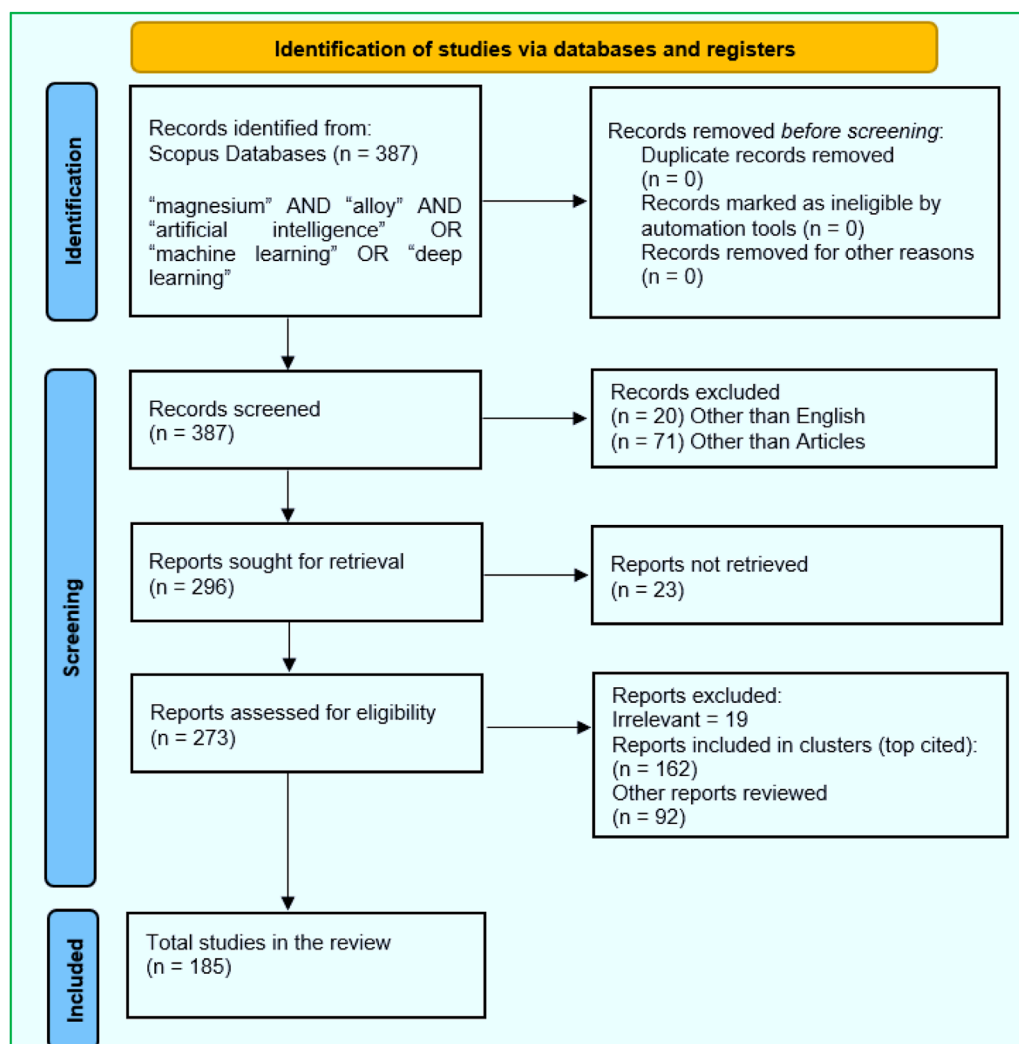 Identification of studies via databases and registers
Identification
Records identified from:
Scopus Databases (n = 387)
“magnesium” AND “alloy” AND
“artificial intelligence” OR
“machine learning” OR “deep
learning”
Records removed before screening:
Duplicate records removed
(n = 0)
Records marked as ineligible by
automation tools (n = 0)
Records removed for other reasons
(n = 0)
Screening
Records screened
(n = 387)
Records excluded
(n = 20) Other than English
(n = 71) Other than Articles
Reports sought for retrieval
(n = 296)
Reports not retrieved
(n = 23)
Reports assessed for eligibility
(n = 273)
Reports excluded:
Irrelevant = 19
Reports included in clusters (top cited):
(n = 162)
Other reports reviewed
(n = 92)
Included
Total studies in the review
(n = 185)